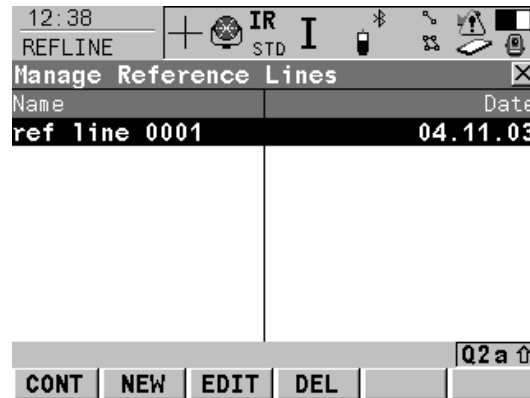 12:38
REFLINE
IR
STD
I
Manage Reference Lines
Name Date
ref line 0001 04.11.03
Q2a
CONT NEW EDIT DEL